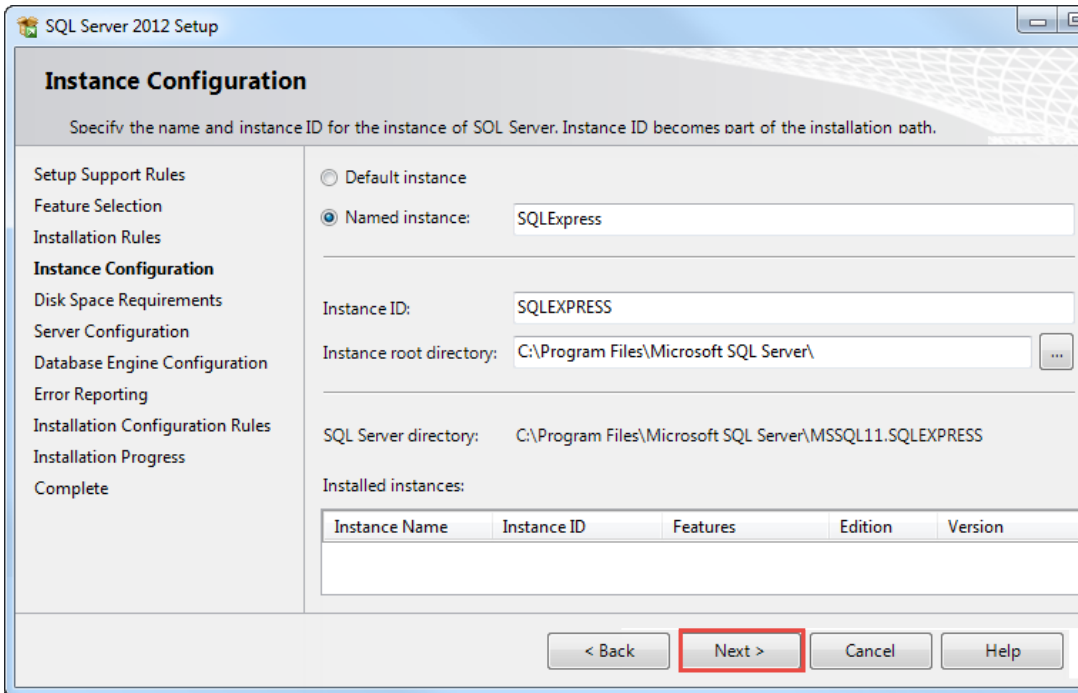 SQL Server 2012 Setup
Instance Configuration
Specify the name and instance ID for the instance of SQL Server. Instance ID becomes part of the installation path.
Setup Support Rules
Feature Selection
Installation Rules
Instance Configuration
Disk Space Requirements
Server Configuration
Database Engine Configuration
Error Reporting
Installation Configuration Rules
Installation Progress
Complete
Default instance
Named instance: SQLExpress
Instance ID: SQLEXPRESS
Instance root directory: C:\Program Files\Microsoft SQL Server\ ...
SQL Server directory: C:\Program Files\Microsoft SQL Server\MSSQL11.SQLEXPRESS
Installed instances:
Instance Name Instance ID Features Edition Version
< Back Next > Cancel Help